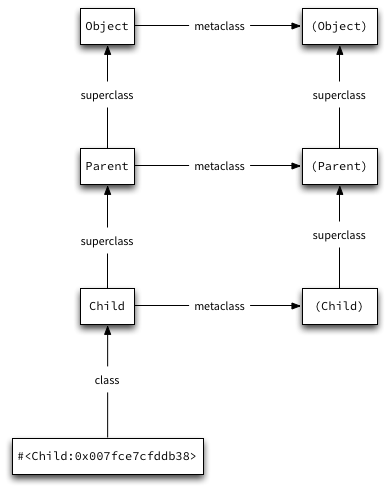 Object
metaclass
(Object)
superclass
superclass
Parent
metaclass
(Parent)
superclass
superclass
Child
metaclass
(Child)
class
#<Child:0x007fce7cfddb38>